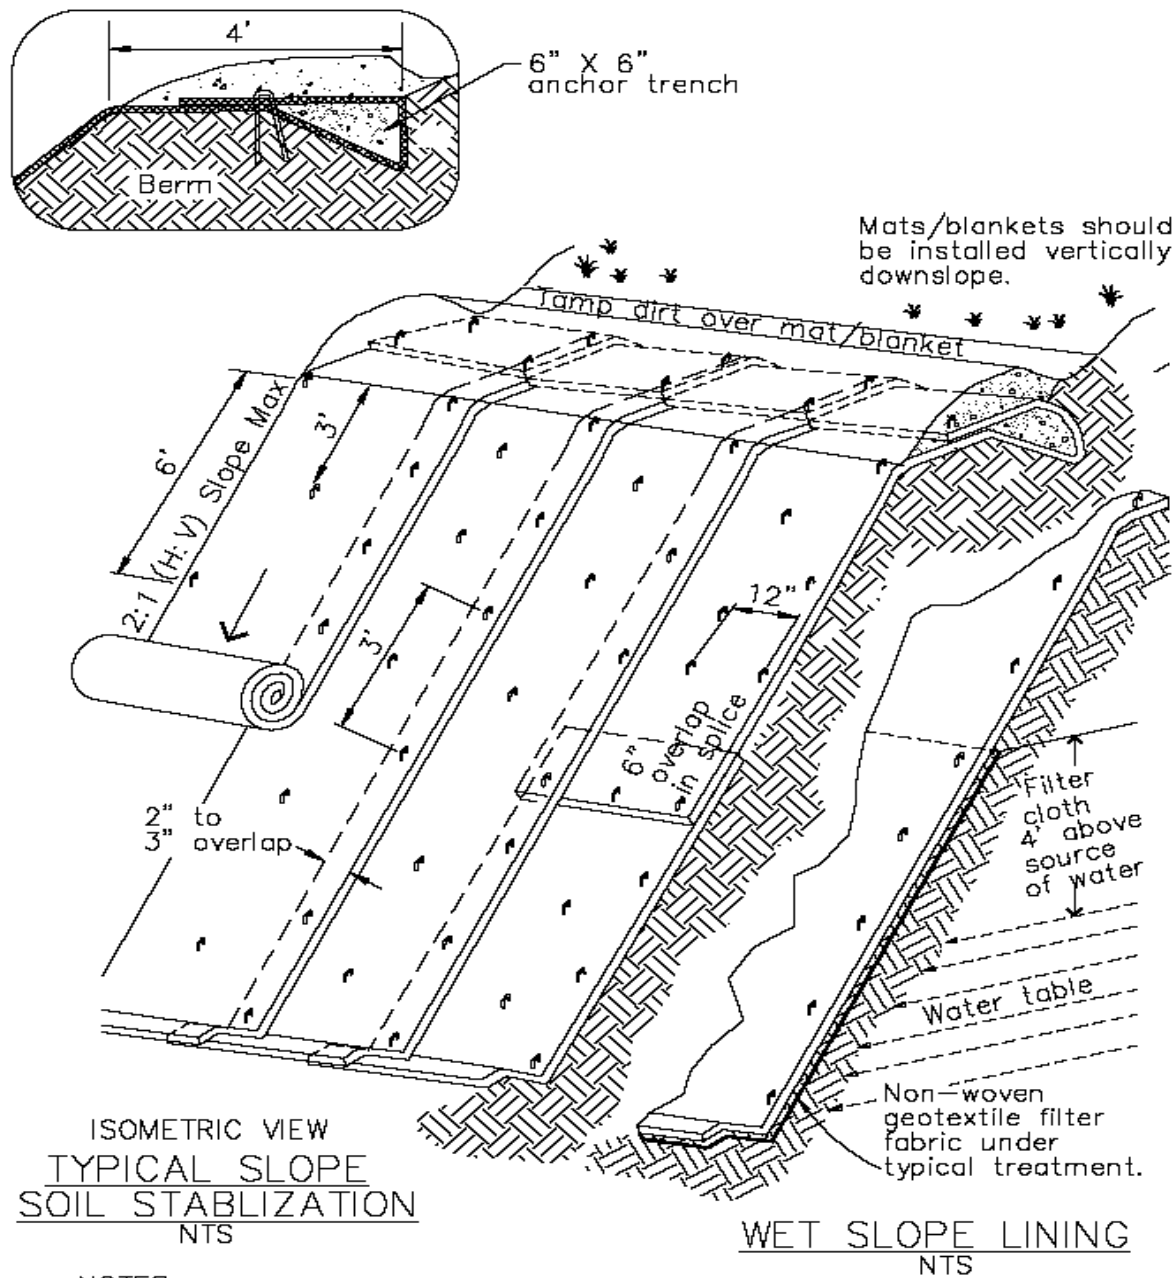 4'
6" X 6"
anchor trench
Berm
Mats/blankets should
be installed vertically
downslope.
Tamp dirt over mat/blanket
2:1 (H: V) Slope Max
6'
3'
3'
12"
6"
overlap
in splice
2" to
3" overlap
Filter
cloth
4' above
source
of water
Water table
Non-woven
geotextile filter
fabric under
typical treatment.
ISOMETRIC VIEW
TYPICAL SLOPE
SOIL STABLIZATION
NTS
WET SLOPE LINING
NTS